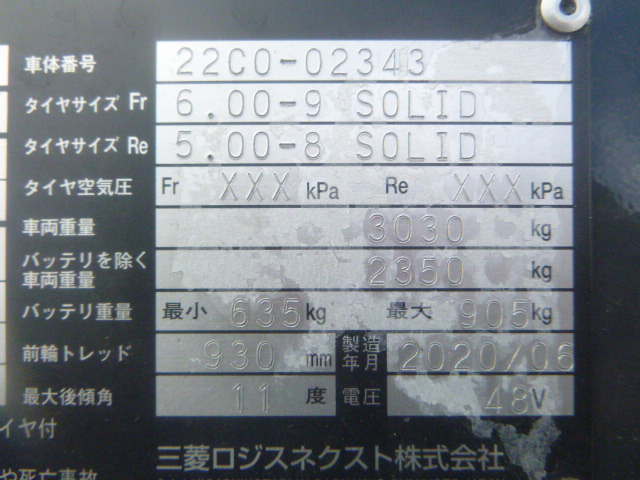 車体番号 22C0-02343
タイヤサイズ Fr 6.00-9 SOLID
タイヤサイズ Re 5.00-8 SOLID
タイヤ空気圧 Fr XXX kPa Re XXX kPa
車両重量 3030 kg
バッテリを除く
車両重量 2350 kg
バッテリ重量 最小 635 kg 最大 905 kg
前輪トレッド 930 mm 製造年月 2020/06
最大後傾角 11 度 電圧 48V
イヤ付
三菱ロジスネクスト株式会社
や死亡事故